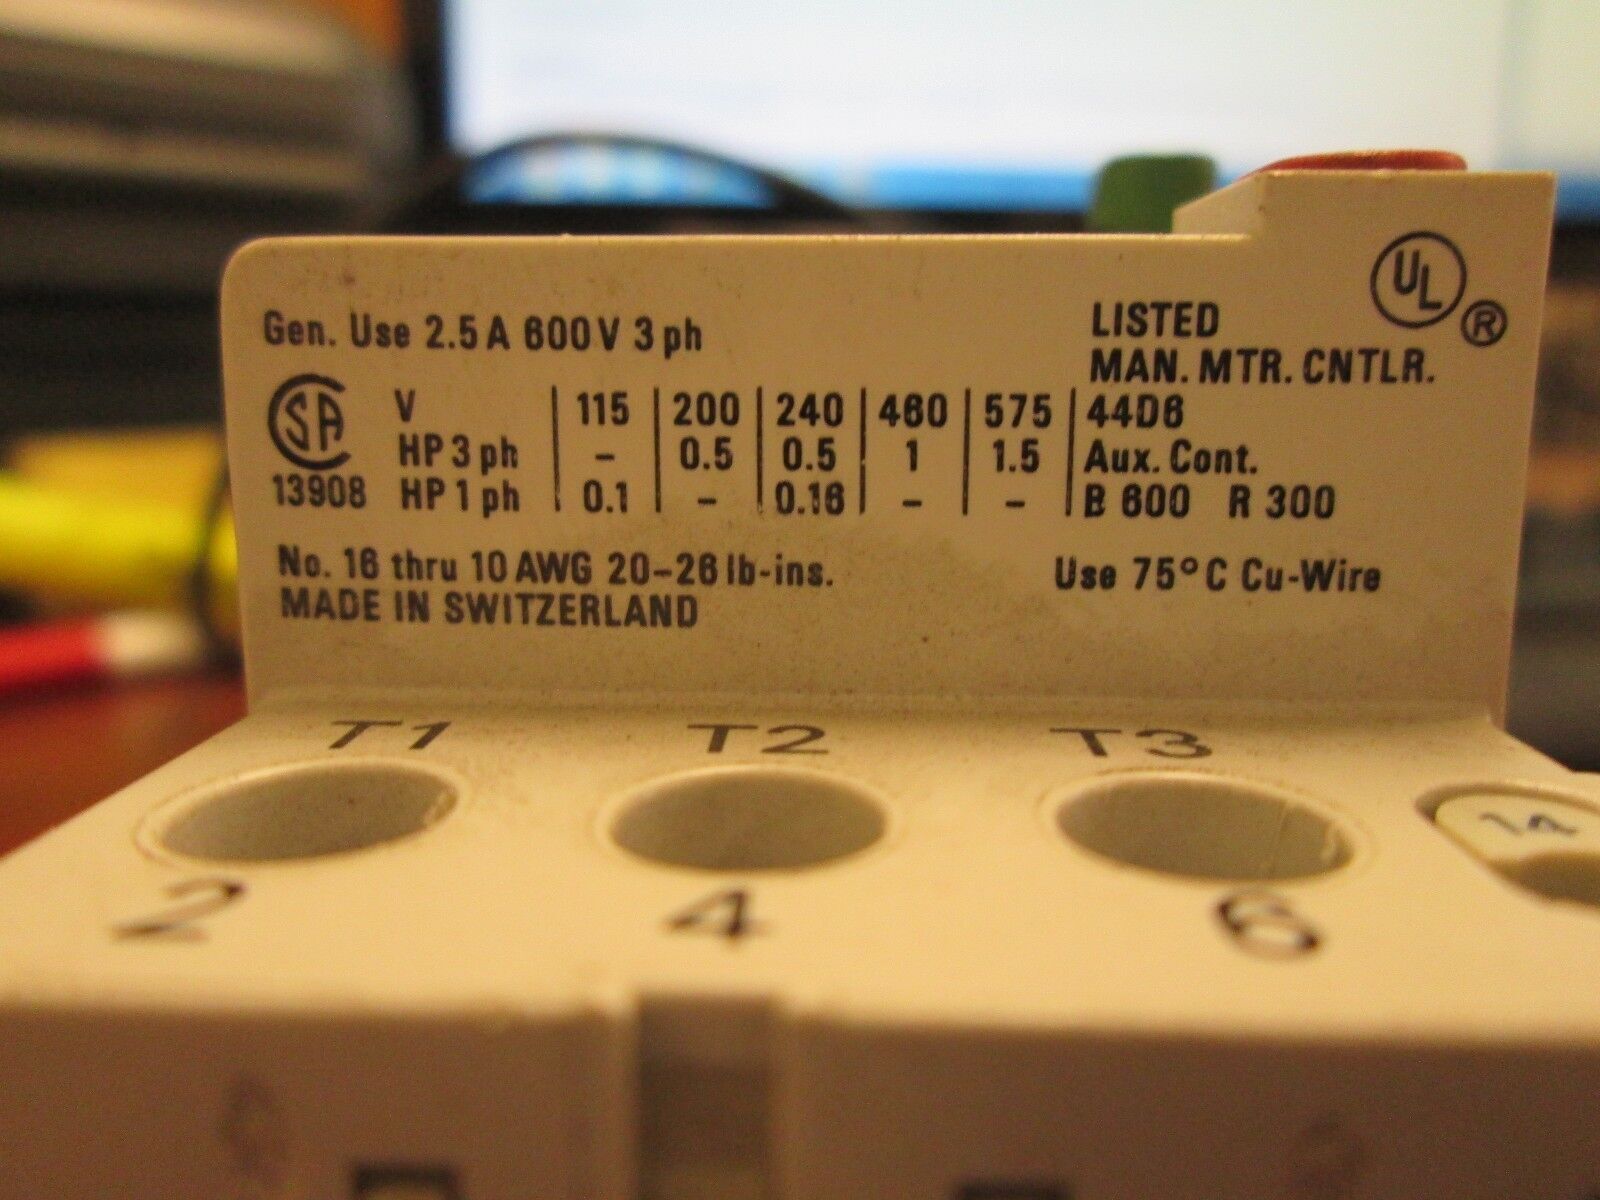 Gen. Use 2.5 A 600 V 3 ph
UL ®
LISTED
MAN. MTR. CNTLR.
SA V 115 200 240 460 575 44D6
HP 3 ph – 0.5 0.5 1 1.5 Aux. Cont.
13908 HP 1 ph 0.1 – 0.16 – – B 600 R 300
No. 16 thru 10 AWG 20–26 lb-ins. Use 75°C Cu-Wire
MADE IN SWITZERLAND
T1 T2 T3
14
2 4 6